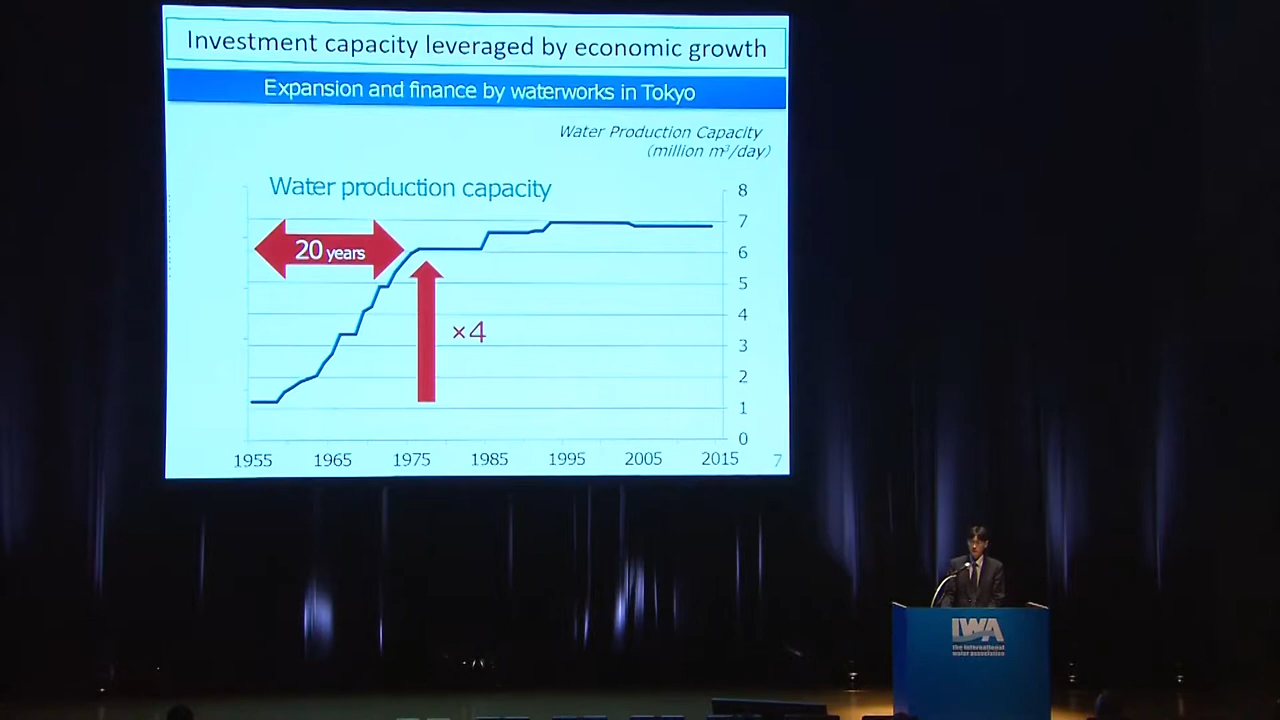 Investment capacity leveraged by economic growth
Expansion and finance by waterworks in Tokyo
Water Production Capacity
(million m³/day)
Water production capacity
8
7
20 years
6
5
4
×4
3
2
1
0
1955 1965 1975 1985 1995 2005 2015 7
IWA
the international
water association